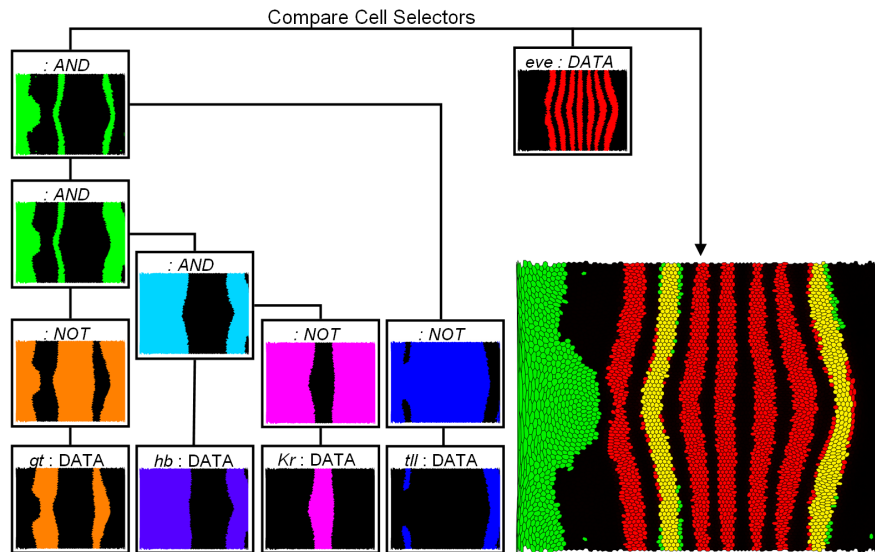 Compare Cell Selectors
: AND
eve : DATA
: AND
: AND
: NOT
: NOT
: NOT
gt : DATA
hb : DATA
Kr : DATA
tll : DATA